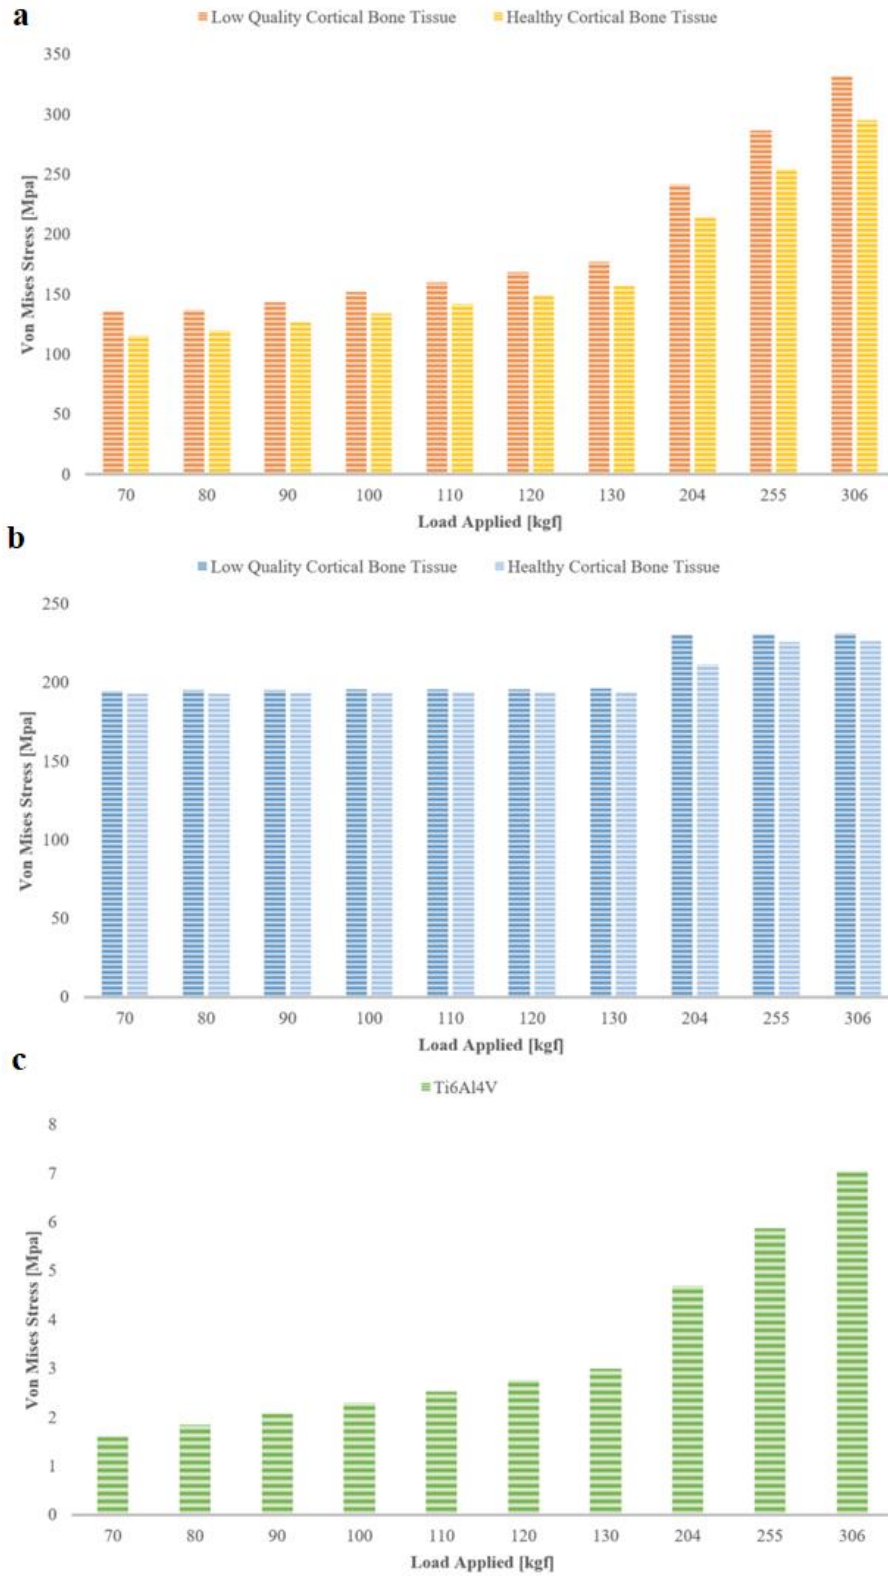 a
Low Quality Cortical Bone Tissue Healthy Cortical Bone Tissue
350
300
250
200
150
100
50
0
Von Mises Stress [Mpa]
70 80 90 100 110 120 130 204 255 306
Load Applied [kgf]
b
Low Quality Cortical Bone Tissue Healthy Cortical Bone Tissue
250
200
150
100
50
0
Von Mises Stress [Mpa]
70 80 90 100 110 120 130 204 255 306
Load Applied [kgf]
c
Ti6Al4V
8
7
6
5
4
3
2
1
0
Von Mises Stress [Mpa]
70 80 90 100 110 120 130 204 255 306
Load Applied [kgf]